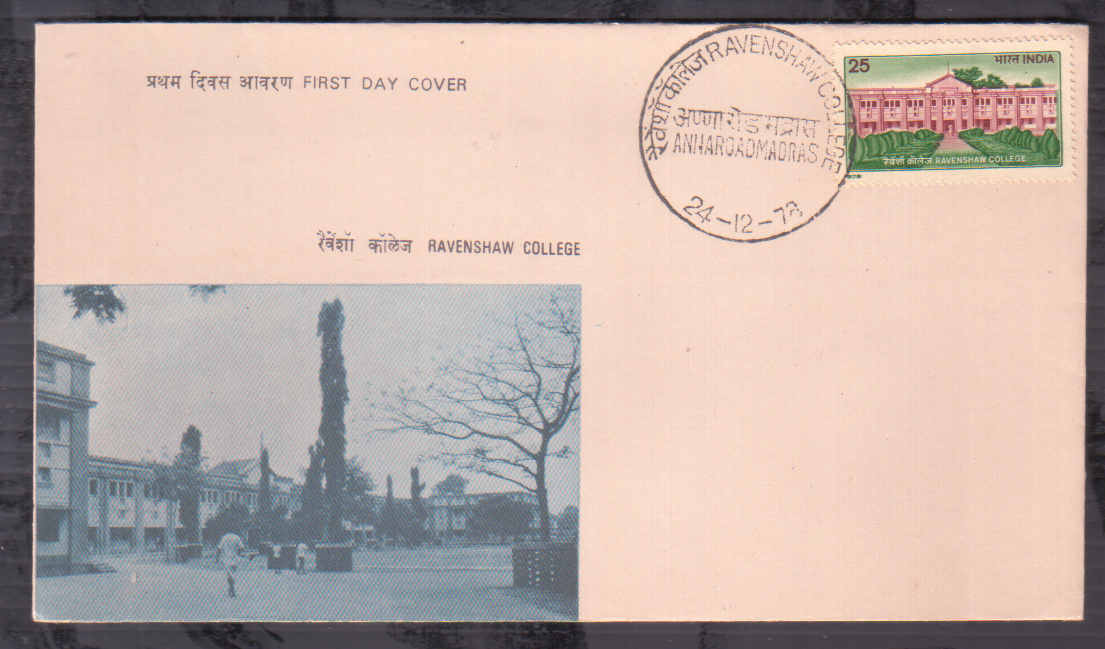 प्रथम दिवस आवरण FIRST DAY COVER
रैवेंशॉ कॉलेज RAVENSHAW COLLEGE
अण्णा रोड मद्रास
ANNAROADMADRAS
24-12-78
25
भारत INDIA
रैवेंशॉ कॉलेज RAVENSHAW COLLEGE
1978
रैवेंशॉ कॉलेज RAVENSHAW COLLEGE